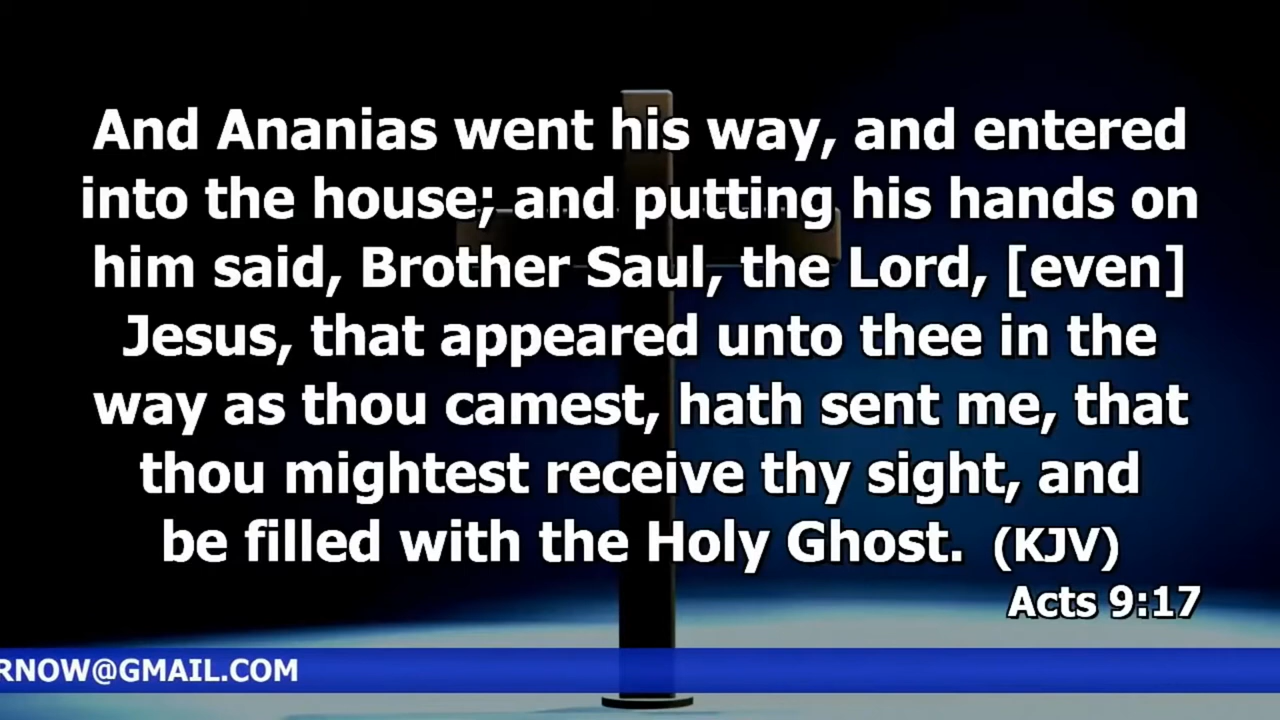 And Ananias went his way, and entered
into the house; and putting his hands on
him said, Brother Saul, the Lord, [even]
Jesus, that appeared unto thee in the
way as thou camest, hath sent me, that
thou mightest receive thy sight, and
be filled with the Holy Ghost. (KJV)
Acts 9:17
RNOW@GMAIL.COM